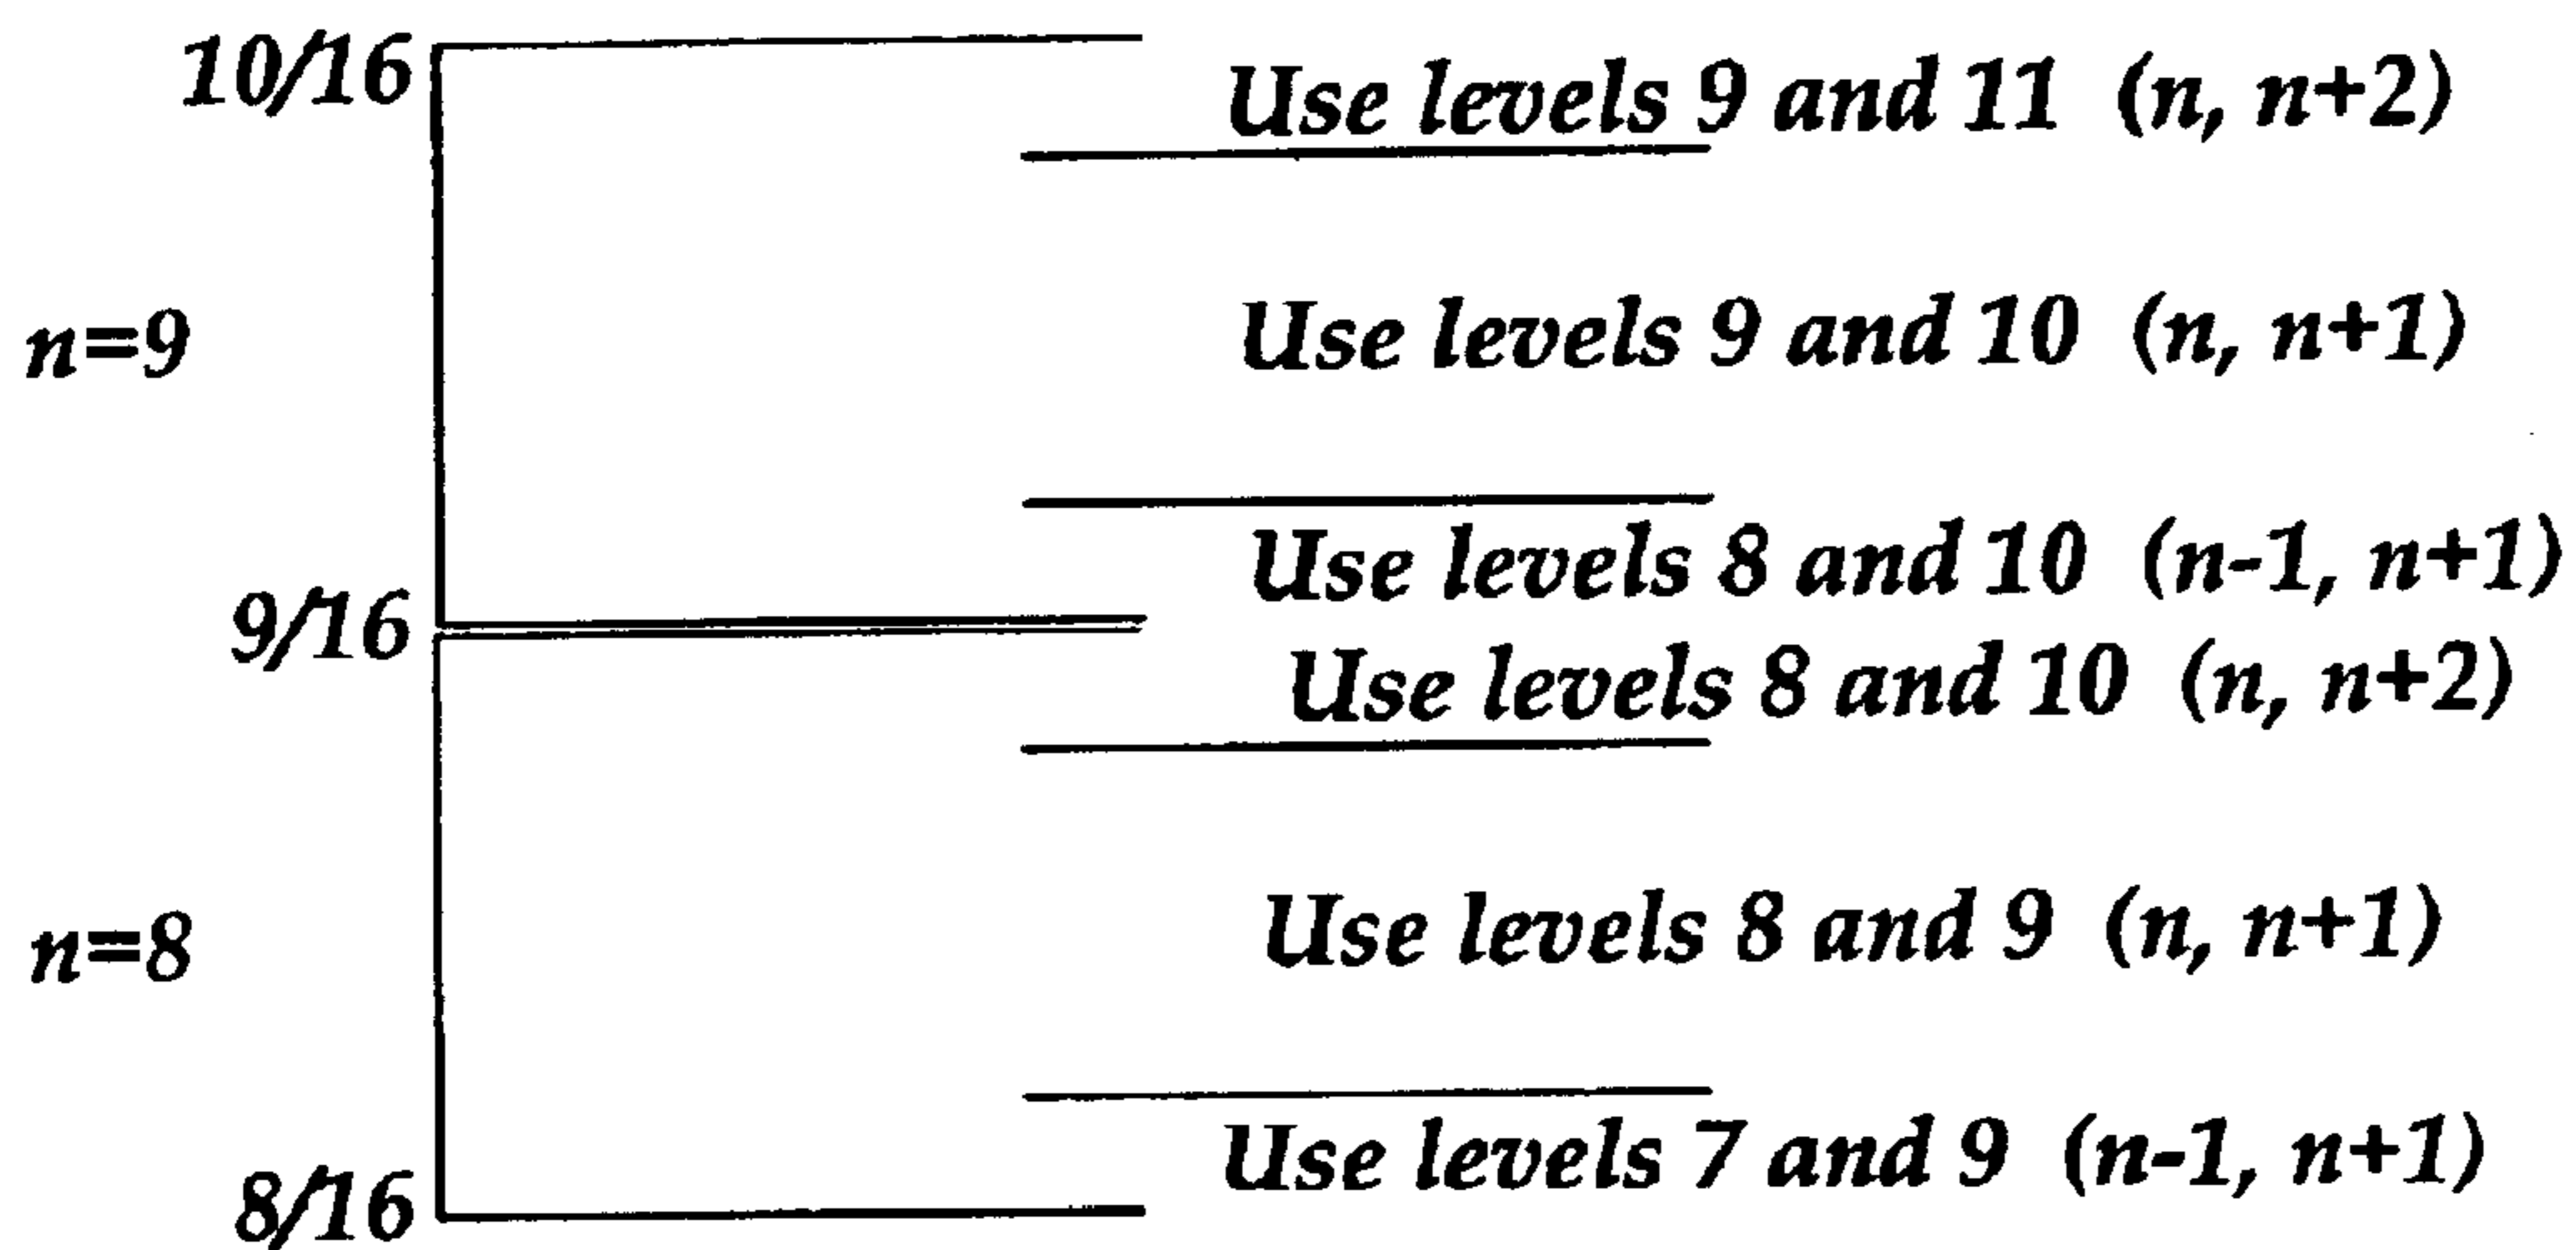 10/16
Use levels 9 and 11 (n, n+2)
n=9
Use levels 9 and 10 (n, n+1)
Use levels 8 and 10 (n-1, n+1)
9/16
Use levels 8 and 10 (n, n+2)
n=8
Use levels 8 and 9 (n, n+1)
Use levels 7 and 9 (n-1, n+1)
8/16